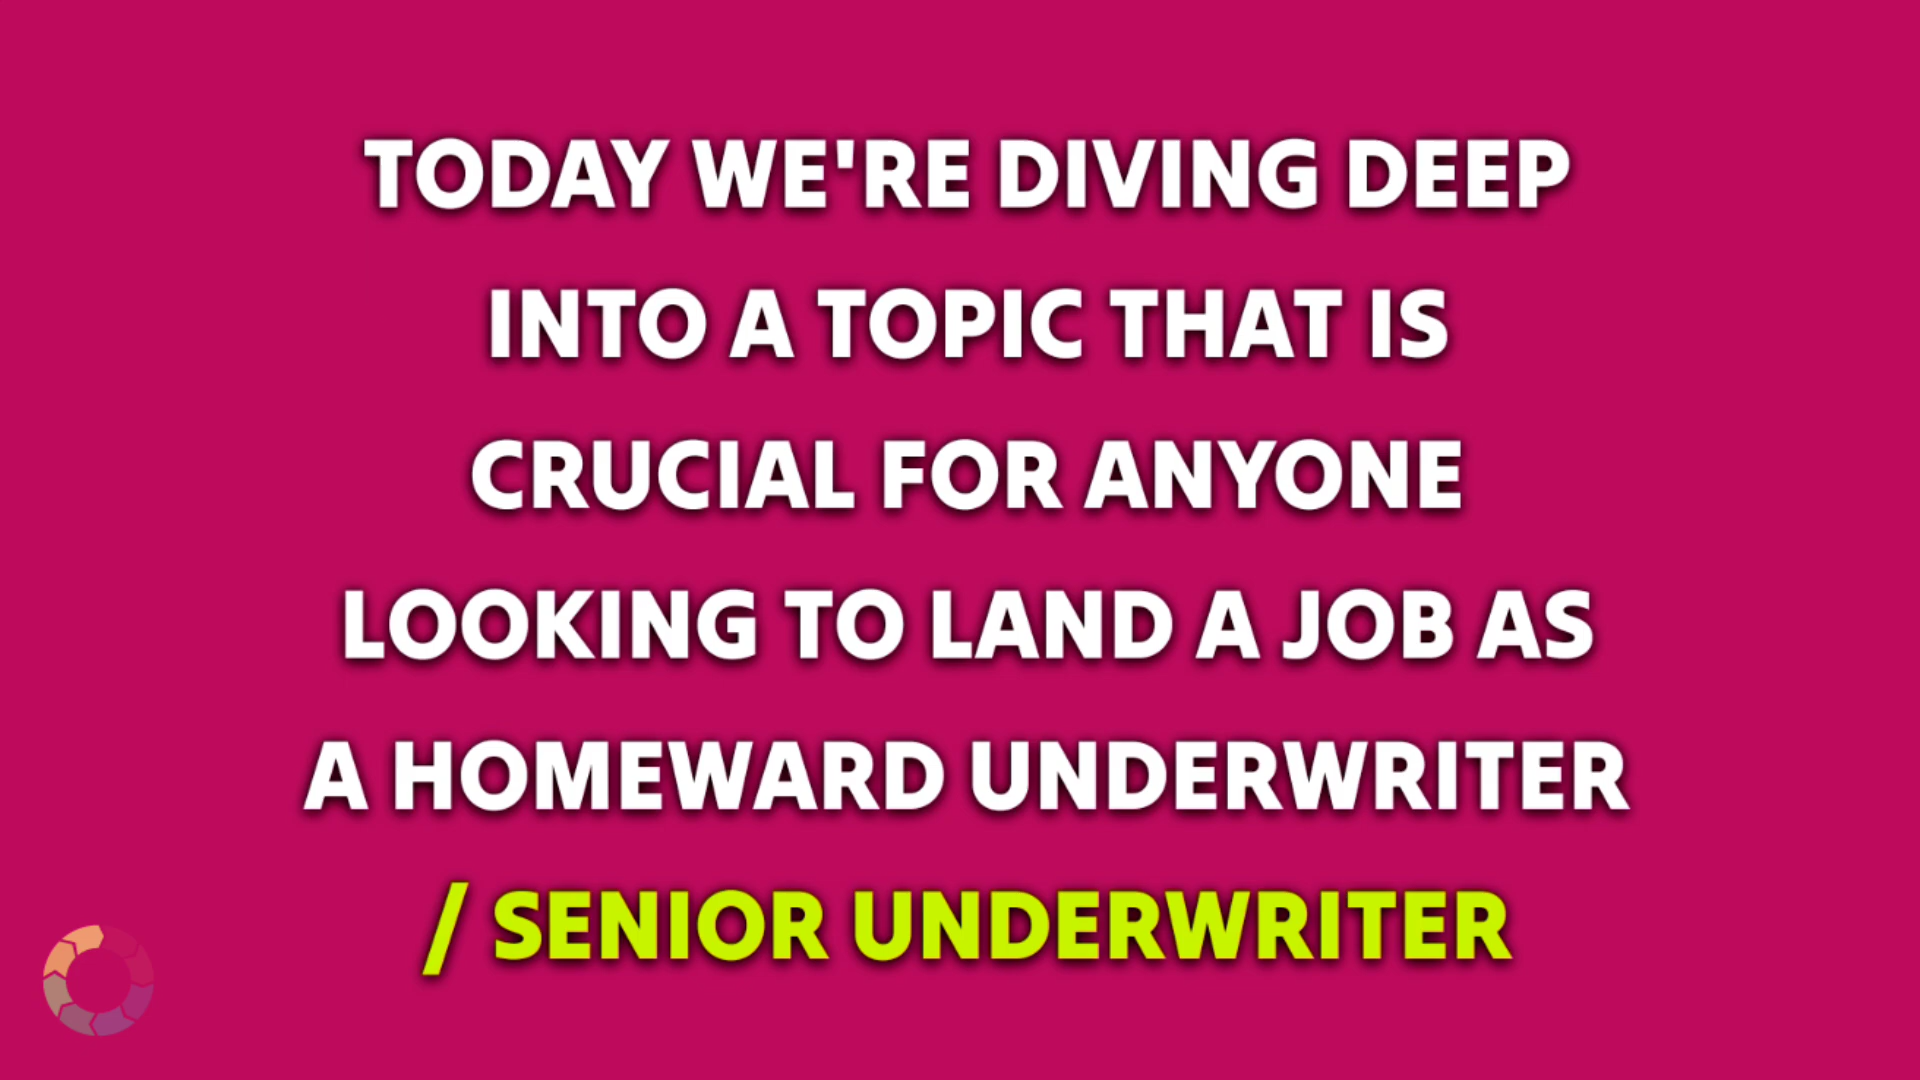 TODAY WE'RE DIVING DEEP
INTO A TOPIC THAT IS
CRUCIAL FOR ANYONE
LOOKING TO LAND A JOB AS
A HOMEWARD UNDERWRITER
/ SENIOR UNDERWRITER